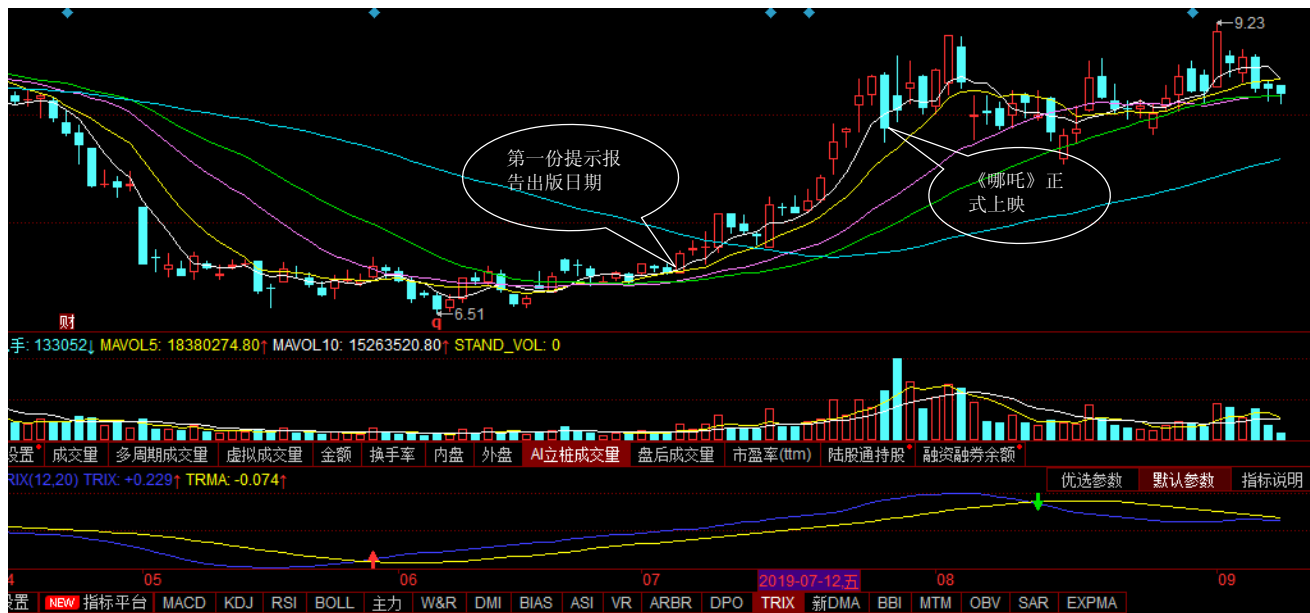 9.23
第一份提示报
告出版日期
《哪吒》正
式上映
财
q
6.51
手: 133052↓ MAVOL5: 18380274.80↑ MAVOL10: 15263520.80↑ STAND_VOL: 0
设置 成交量 多周期成交量 虚拟成交量 金额 换手率 内盘 外盘 AI立桩成交量 盘后成交量 市盈率(ttm) 陆股通持股 融资融券余额
RIX(12,20) TRIX: +0.229↑ TRMA: -0.074↑ 优选参数 默认参数 指标说明
4 05 06 07 2019-07-12,五 08 09
设置 NEW 指标平台 MACD KDJ RSI BOLL 主力 W&R DMI BIAS ASI VR ARBR DPO TRIX 新DMA BBI MTM OBV SAR EXPMA